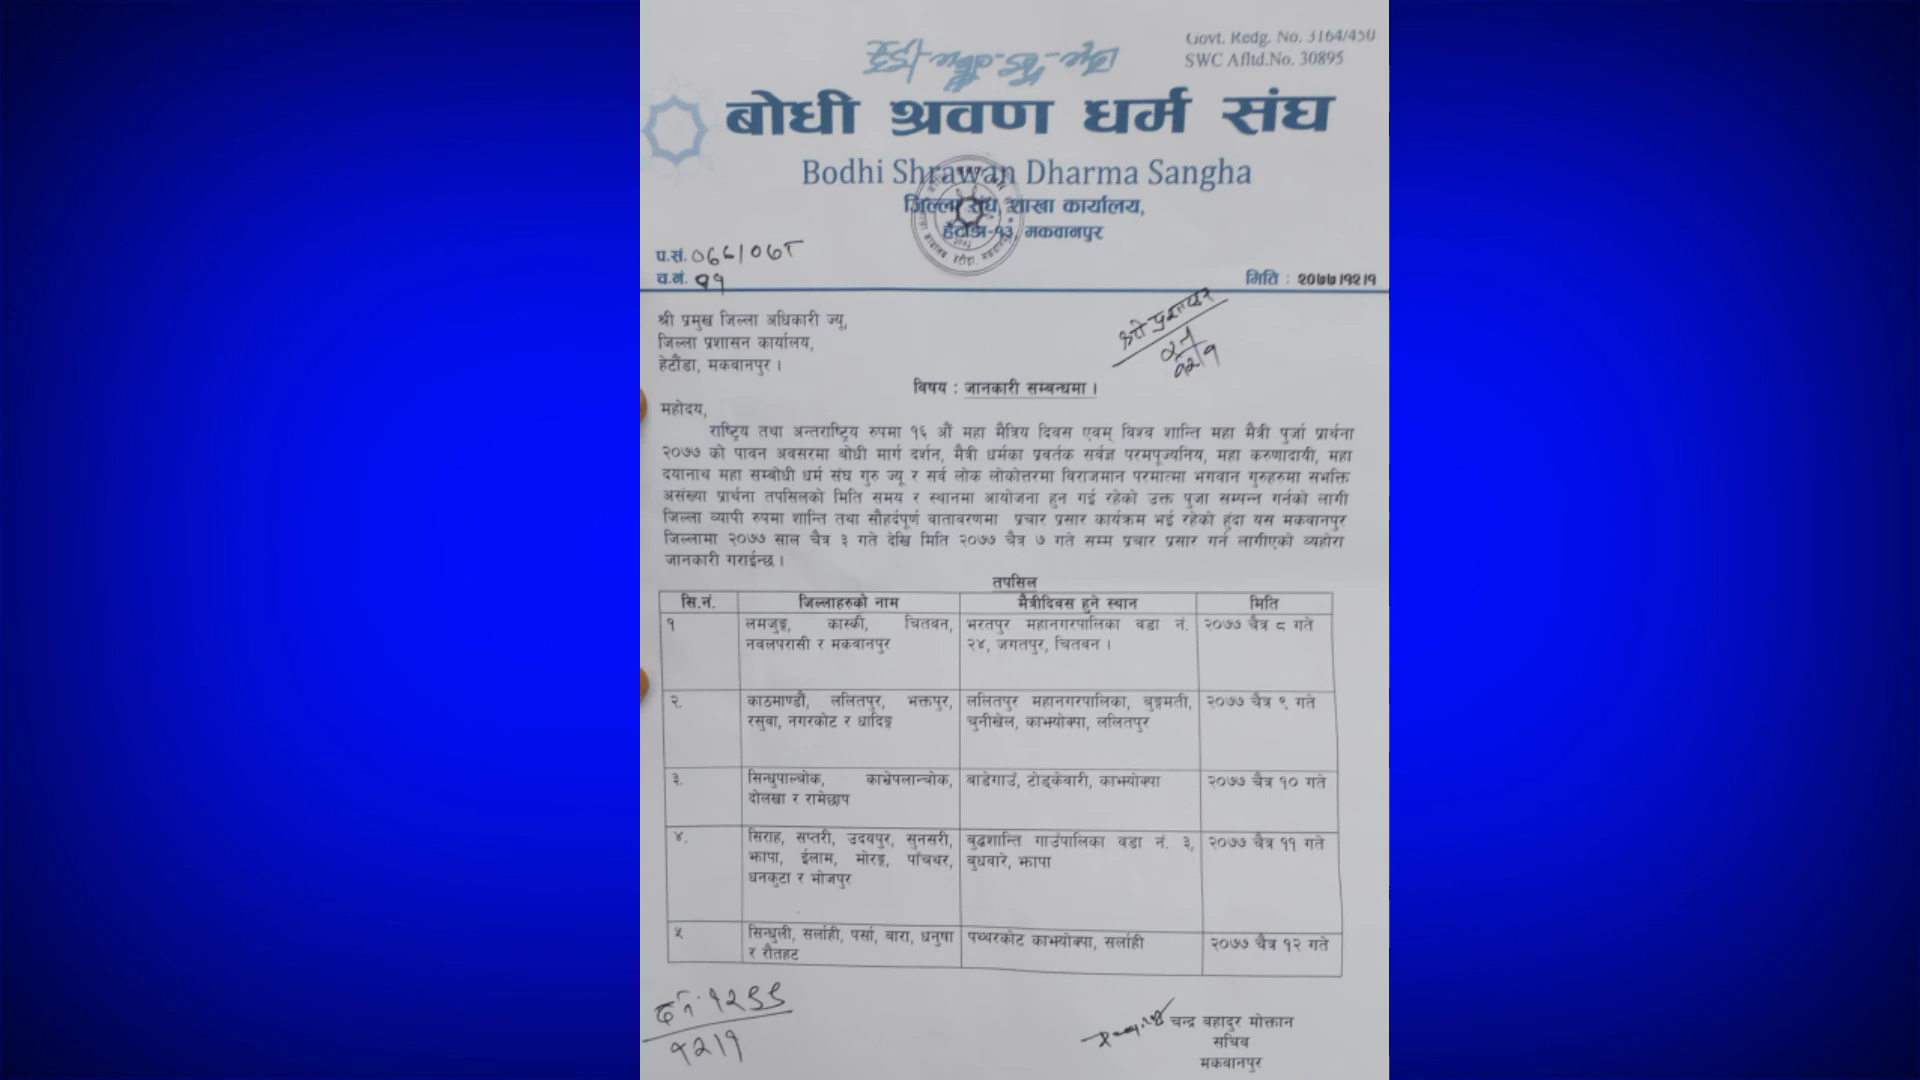 Govt. Redg. No. 3164/450
SWC Afltd.No. 30895
बोधी श्रवण धर्म संघ
Bodhi Shrawan Dharma Sangha
जिल्ला संघ, शाखा कार्यालय,
हेटौंडा-१३, मकवानपुर
प.सं.
च.नं. ११
मिति : २०७७।१२।१
श्री प्रमुख जिल्ला अधिकारी ज्यू,
जिल्ला प्रशासन कार्यालय,
हेटौंडा, मकवानपुर ।
विषय : जानकारी सम्बन्धमा ।
महोदय,
राष्ट्रिय तथा अन्तराष्ट्रिय रुपमा १६ औं महा मैत्रिय दिवस एवम् विश्व शान्ति महा मैत्री पुजा प्रार्थना
२०७७ को पावन अवसरमा बोधी मार्ग दर्शन, मैत्री धर्मका प्रवर्तक सर्वज्ञ परमपूज्यनिय, महा करुणादायी, महा
दयानाथ महा सम्बोधी धर्म संघ गुरु ज्यू र सर्व लोक लोकोत्तरमा विराजमान परमात्मा भगवान गुरुहरुमा सभक्ति
असंख्या प्रार्थना तपसिलको मिति समय र स्थानमा आयोजना हुन गई रहेको उक्त पुजा सम्पन्न गर्नको लागी
जिल्ला व्यापी रुपमा शान्ति तथा सौहर्दपूर्ण वातावरणमा प्रचार प्रसार कार्यक्रम भई रहेको हुंदा यस मकवानपुर
जिल्लामा २०७७ साल चैत्र ३ गते देखि मिति २०७७ चैत्र ७ गते सम्म प्रचार प्रसार गर्न लागीएको व्यहोरा
जानकारी गराईन्छ ।
तपसिल
सि.नं. जिल्लाहरुको नाम मैत्रीदिवस हुने स्थान मिति
१ लमजुङ्ग, कास्की, चितवन, भरतपुर महानगरपालिका वडा नं. २०७७ चैत्र ८ गते
नवलपरासी र मकवानपुर २४, जगतपुर, चितवन ।
२. काठमाण्डौं, ललितपुर, भक्तपुर, ललितपुर महानगरपालिका, बुङ्गमती, २०७७ चैत्र ९ गते
रसुवा, नगरकोट र धादिङ्ग चुनीखेल, काभ्योक्पा, ललितपुर
३. सिन्धुपाल्चोक, काभ्रेपलान्चोक, बाडेगाउं, टोड्केवारी, काभ्योक्पा २०७७ चैत्र १० गते
दोलखा र रामेछाप
४. सिराह, सप्तरी, उदयपुर, सुनसरी, बुद्धशान्ति गाउंपालिका वडा नं. ३, २०७७ चैत्र ११ गते
झापा, ईलाम, मोरङ्ग, पांचथर, बुधवारे, झापा
धनकुटा र भोजपुर
५ सिन्धुली, सर्लाही, पर्सा, बारा, धनुषा पथ्थरकोट काभ्योक्पा, सर्लाही २०७७ चैत्र १२ गते
र रौतहट
१२।१
चन्द्र बहादुर मोक्तान
सचिव
मकवानपुर